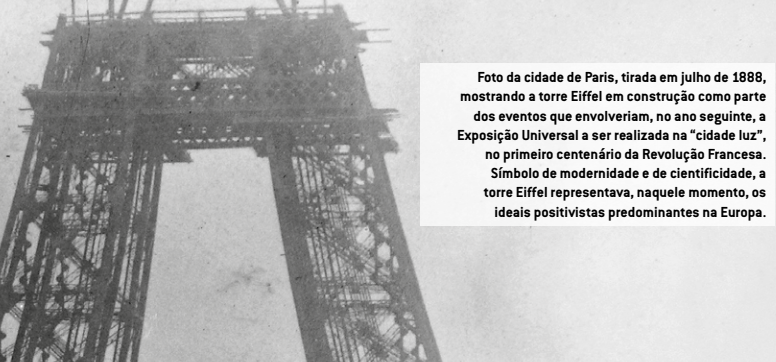 Foto da cidade de Paris, tirada em julho de 1888,
mostrando a torre Eiffel em construção como parte
dos eventos que envolveriam, no ano seguinte, a
Exposição Universal a ser realizada na “cidade luz”,
no primeiro centenário da Revolução Francesa.
Símbolo de modernidade e de cientificidade, a
torre Eiffel representava, naquele momento, os
ideais positivistas predominantes na Europa.